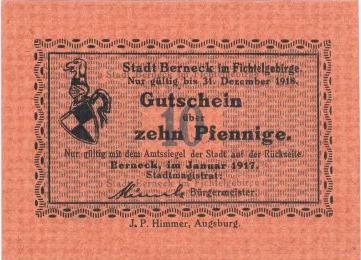 Stadt Berneck im Fichtelgebirge.
Nur gültig bis 31. Dezember 1918.
Gutschein
über
10
zehn Pfennige.
Nur gültig mit dem Amtssiegel der Stadt auf der Rückseite.
Berneck, im Januar 1917.
Stadtmagistrat:
Bürgermeister.
J. P. Himmer, Augsburg.